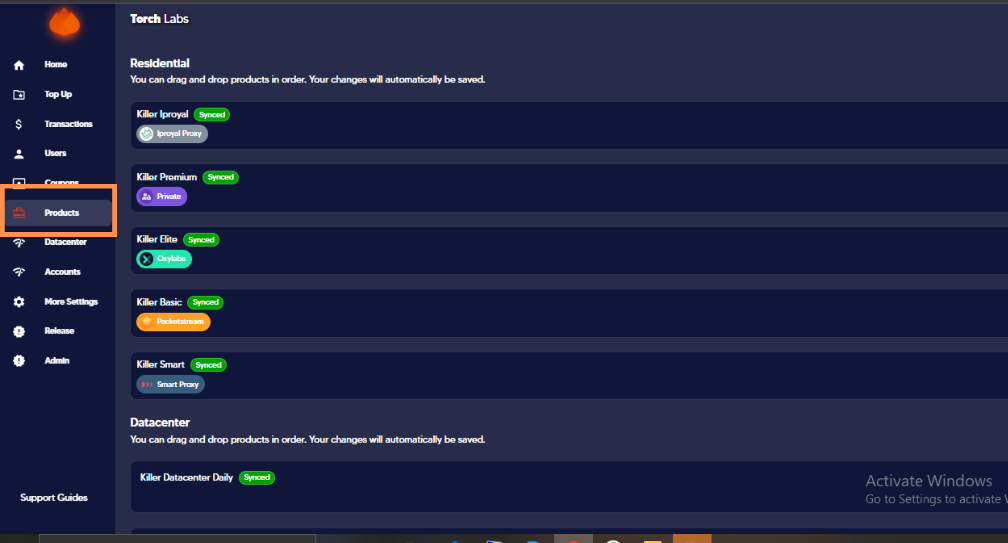 Torch Labs
Home
Top Up
Transactions
Users
Coupons
Products
Datacenter
Accounts
More Settings
Release
Admin
Support Guides
Residential
You can drag and drop products in order. Your changes will automatically be saved.
Killer Iproyal Synced
Iproyal Proxy
Killer Premium Synced
Private
Killer Elite Synced
Oxylabs
Killer Basic Synced
Packetstream
Killer Smart Synced
Smart Proxy
Datacenter
You can drag and drop products in order. Your changes will automatically be saved.
Killer Datacenter Daily Synced
Activate Windows
Go to Settings to activate W